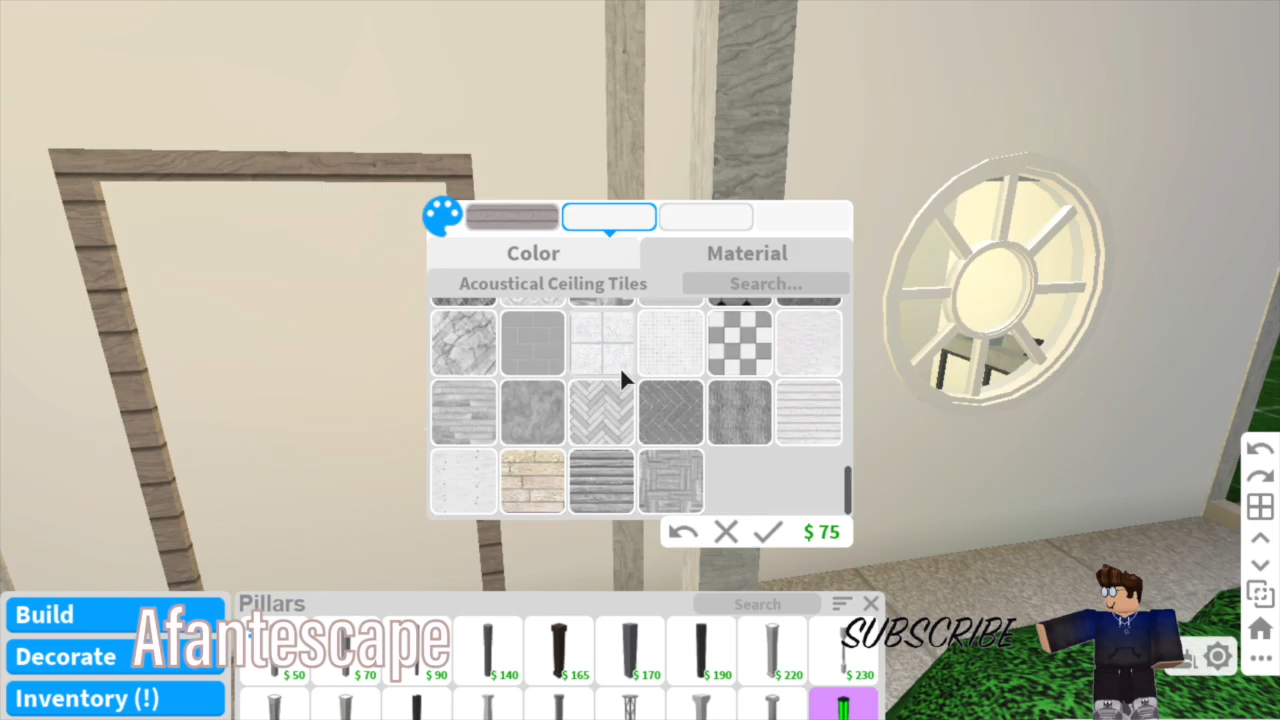 Color
Material
Acoustical Ceiling Tiles
Search...
$ 75
Build
Decorate
Inventory (!)
Pillars
Search
$ 50
$ 70
$ 90
$ 140
$ 165
$ 170
$ 190
$ 220
$ 230
Afantescape
SUBSCRIBE